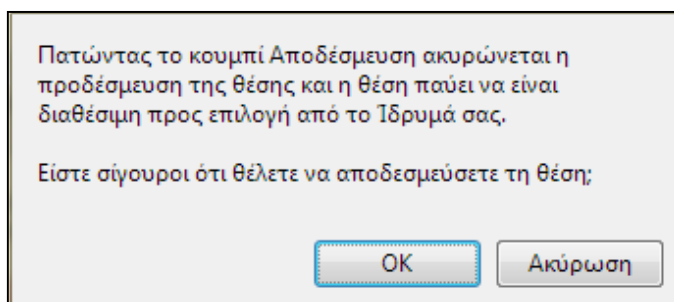 Πατώντας το κουμπί Αποδέσμευση ακυρώνεται η
προδέσμευση της θέσης και η θέση παύει να είναι
διαθέσιμη προς επιλογή από το Ίδρυμά σας.
Είστε σίγουροι ότι θέλετε να αποδεσμεύσετε τη θέση;
OK Ακύρωση